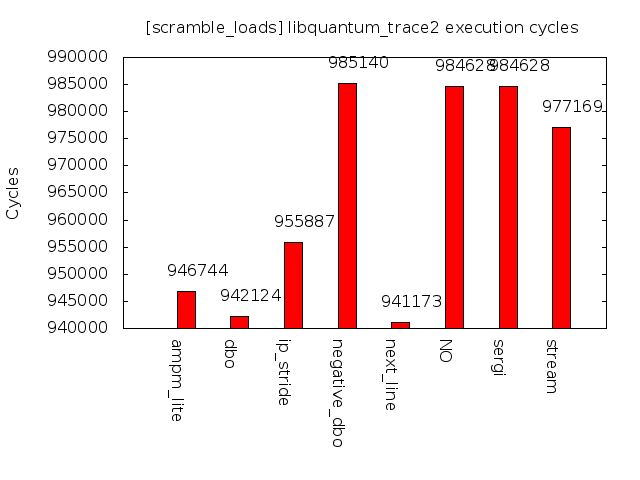 [scramble_loads] libquantum_trace2 execution cycles
Cycles
990000
985000
980000
975000
970000
965000
960000
955000
950000
945000
940000
946744
942124
955887
985140
941173
984628
984628
977169
ampm_lite
dbo
ip_stride
negative_dbo
next_line
NO
sergi
stream